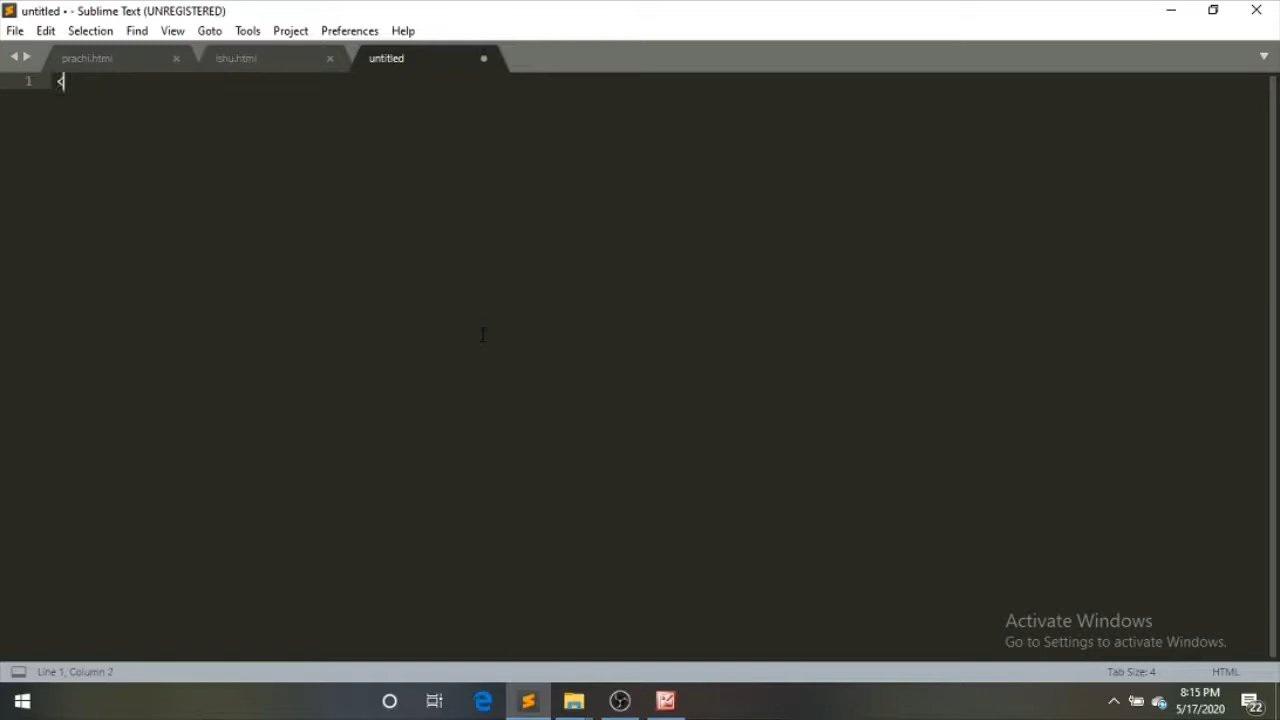 untitled • - Sublime Text (UNREGISTERED)
File Edit Selection Find View Goto Tools Project Preferences Help
prachi.html ishu.html untitled
1 <
Activate Windows
Go to Settings to activate Windows.
Line 1, Column 2 Tab Size: 4 HTML
8:15 PM
5/17/2020
22